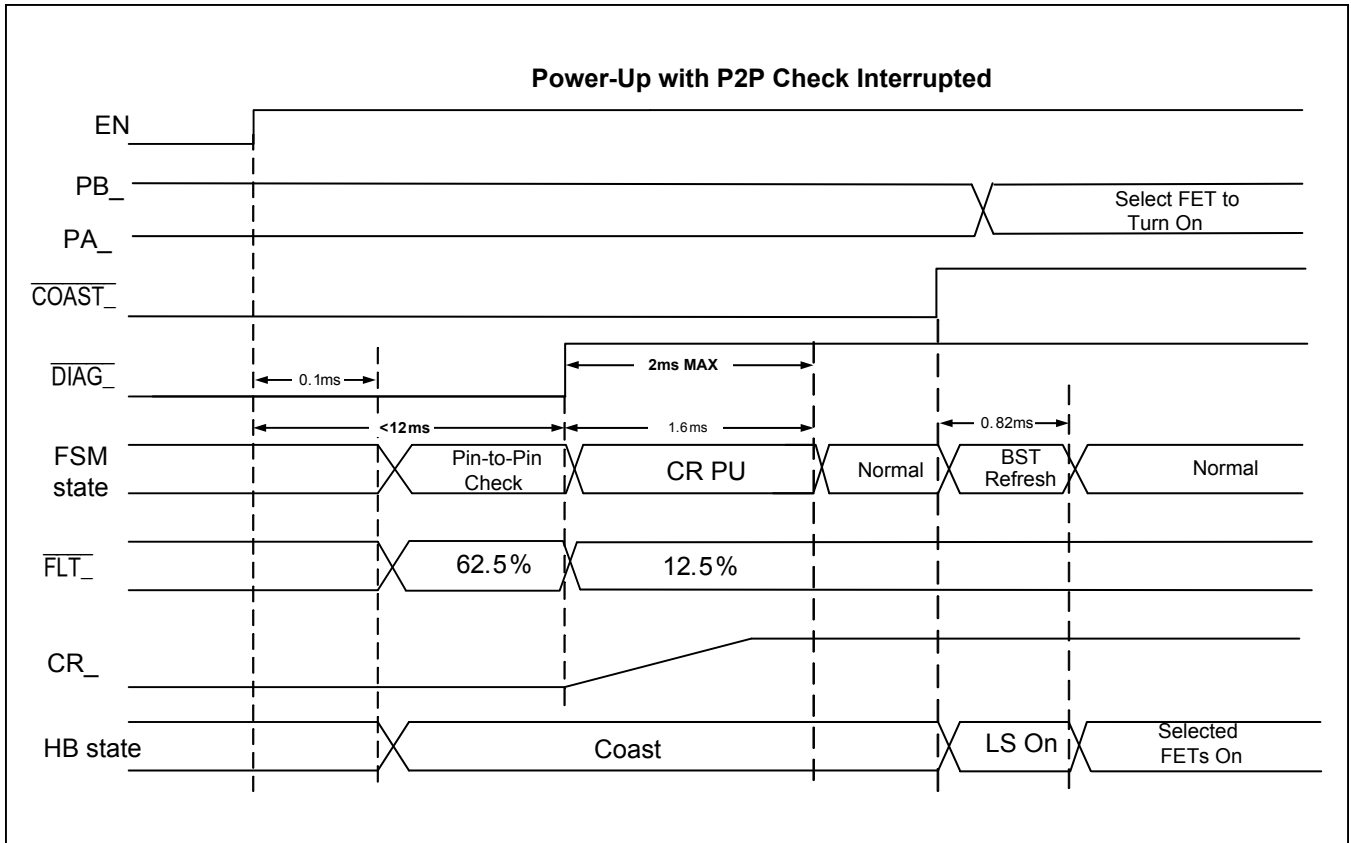 Power-Up with P2P Check Interrupted
EN
PB_
PA_
Select FET to
Turn On
COAST_
DIAG_
0.1ms
2ms MAX
<12ms
1.6ms
0.82ms
FSM
state
Pin-to-Pin
Check
CR PU
Normal
BST
Refresh
Normal
FLT_
62.5%
12.5%
CR_
HB state
Coast
LS On
Selected
FETs On